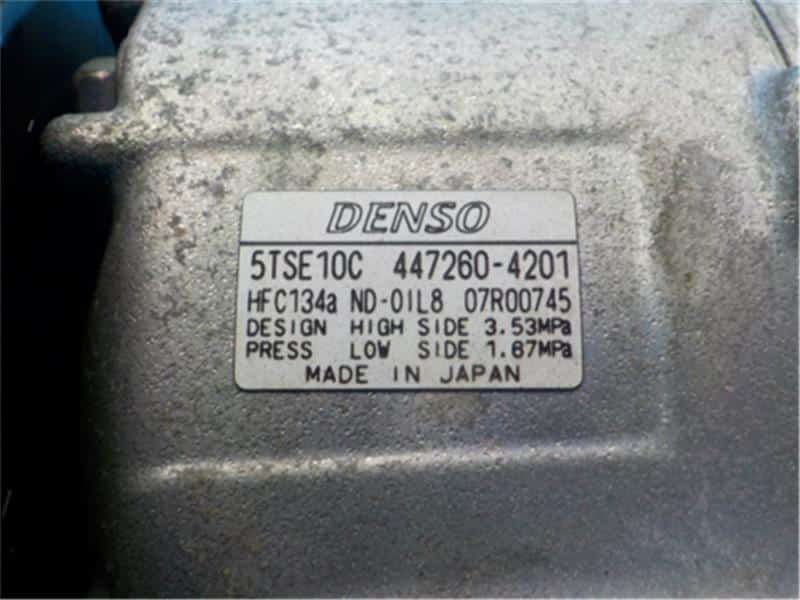 DENSO
5TSE10C 447260-4201
HFC134a ND-OIL8 07R00745
DESIGN HIGH SIDE 3.53MPa
PRESS LOW SIDE 1.67MPa
MADE IN JAPAN